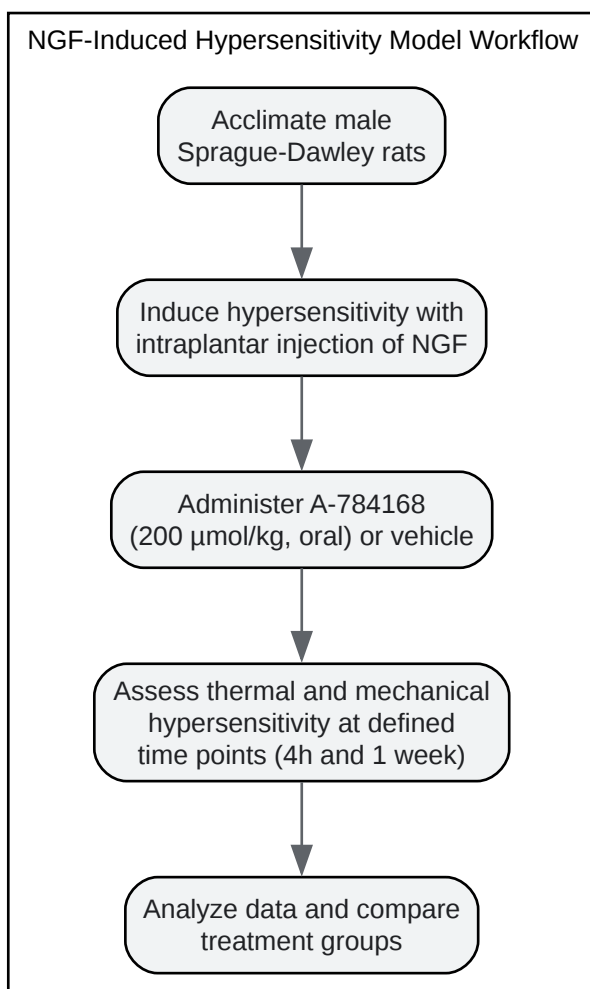 NGF-Induced Hypersensitivity Model Workflow
Acclimate male
Sprague-Dawley rats
Induce hypersensitivity with
intraplantar injection of NGF
Administer A-784168
(200 µmol/kg, oral) or vehicle
Assess thermal and mechanical
hypersensitivity at defined
time points (4h and 1 week)
Analyze data and compare
treatment groups